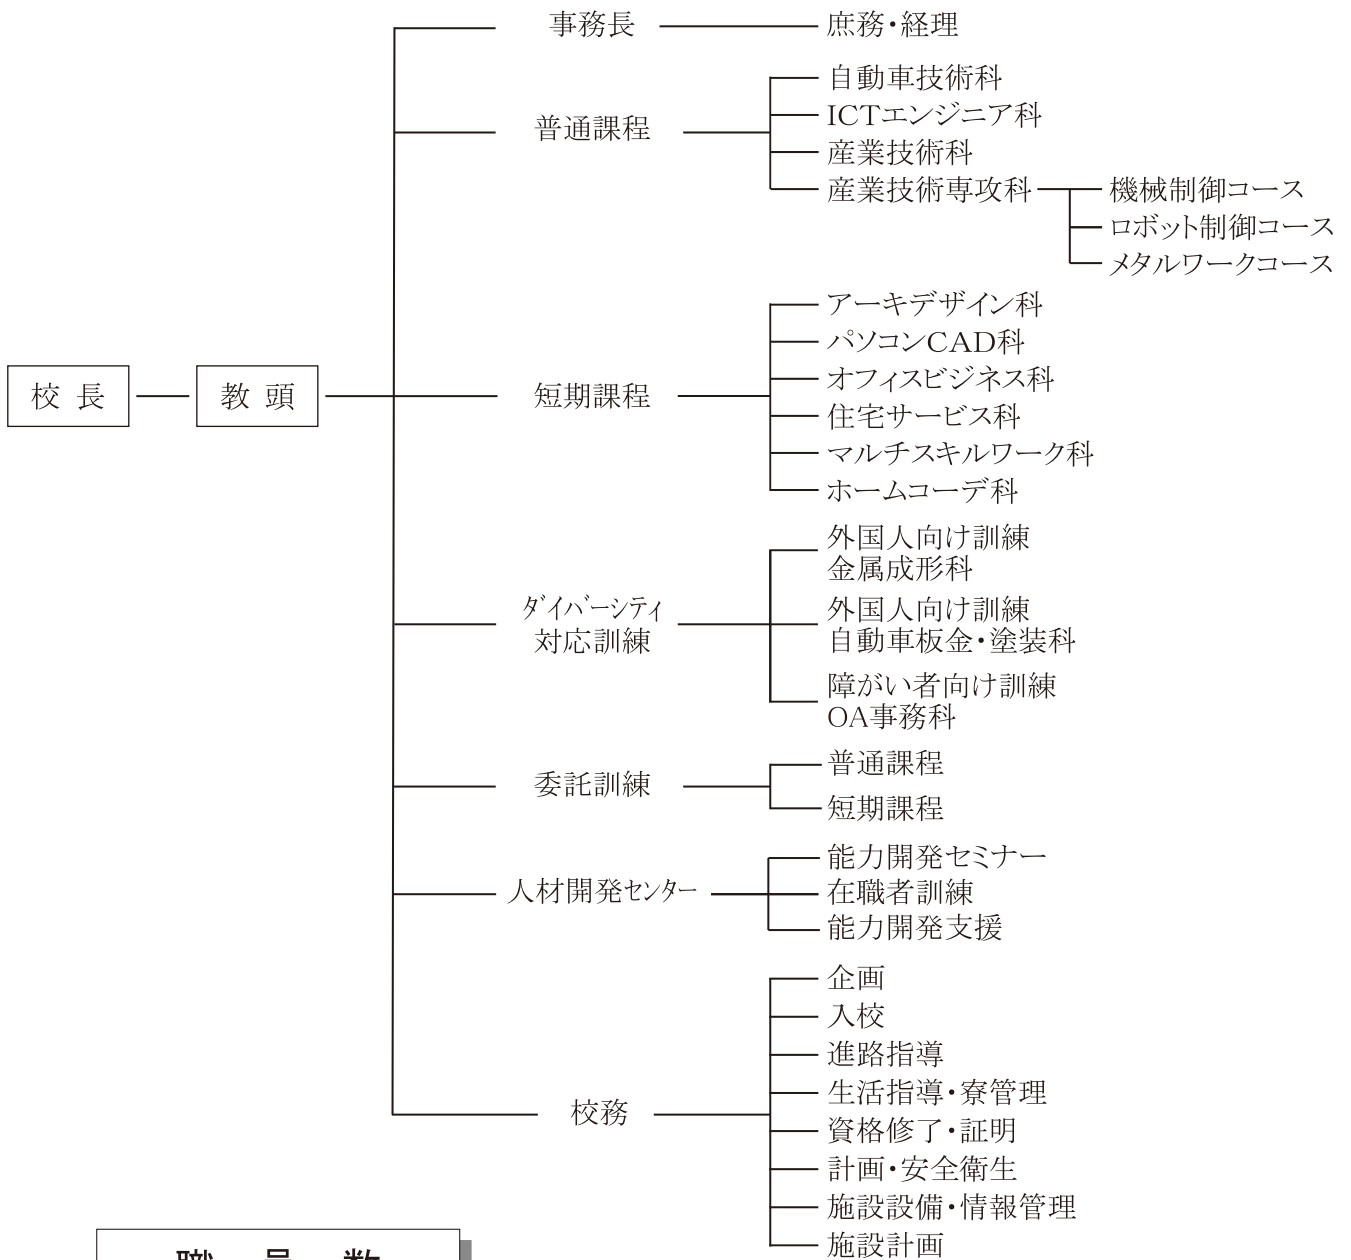 事務長
庶務・経理
普通課程
自動車技術科
ICTエンジニア科
産業技術科
産業技術専攻科
機械制御コース
ロボット制御コース
メタルワークコース
校長
教頭
短期課程
アーキデザイン科
パソコンCAD科
オフィスビジネス科
住宅サービス科
マルチスキルワーク科
ホームコーデ科
ダイバーシティ
対応訓練
外国人向け訓練
金属成形科
外国人向け訓練
自動車板金・塗装科
障がい者向け訓練
OA事務科
委託訓練
普通課程
短期課程
人材開発センター
能力開発セミナー
在職者訓練
能力開発支援
校務
企画
入校
進路指導
生活指導・寮管理
資格修了・証明
計画・安全衛生
施設設備・情報管理
施設計画
職員数